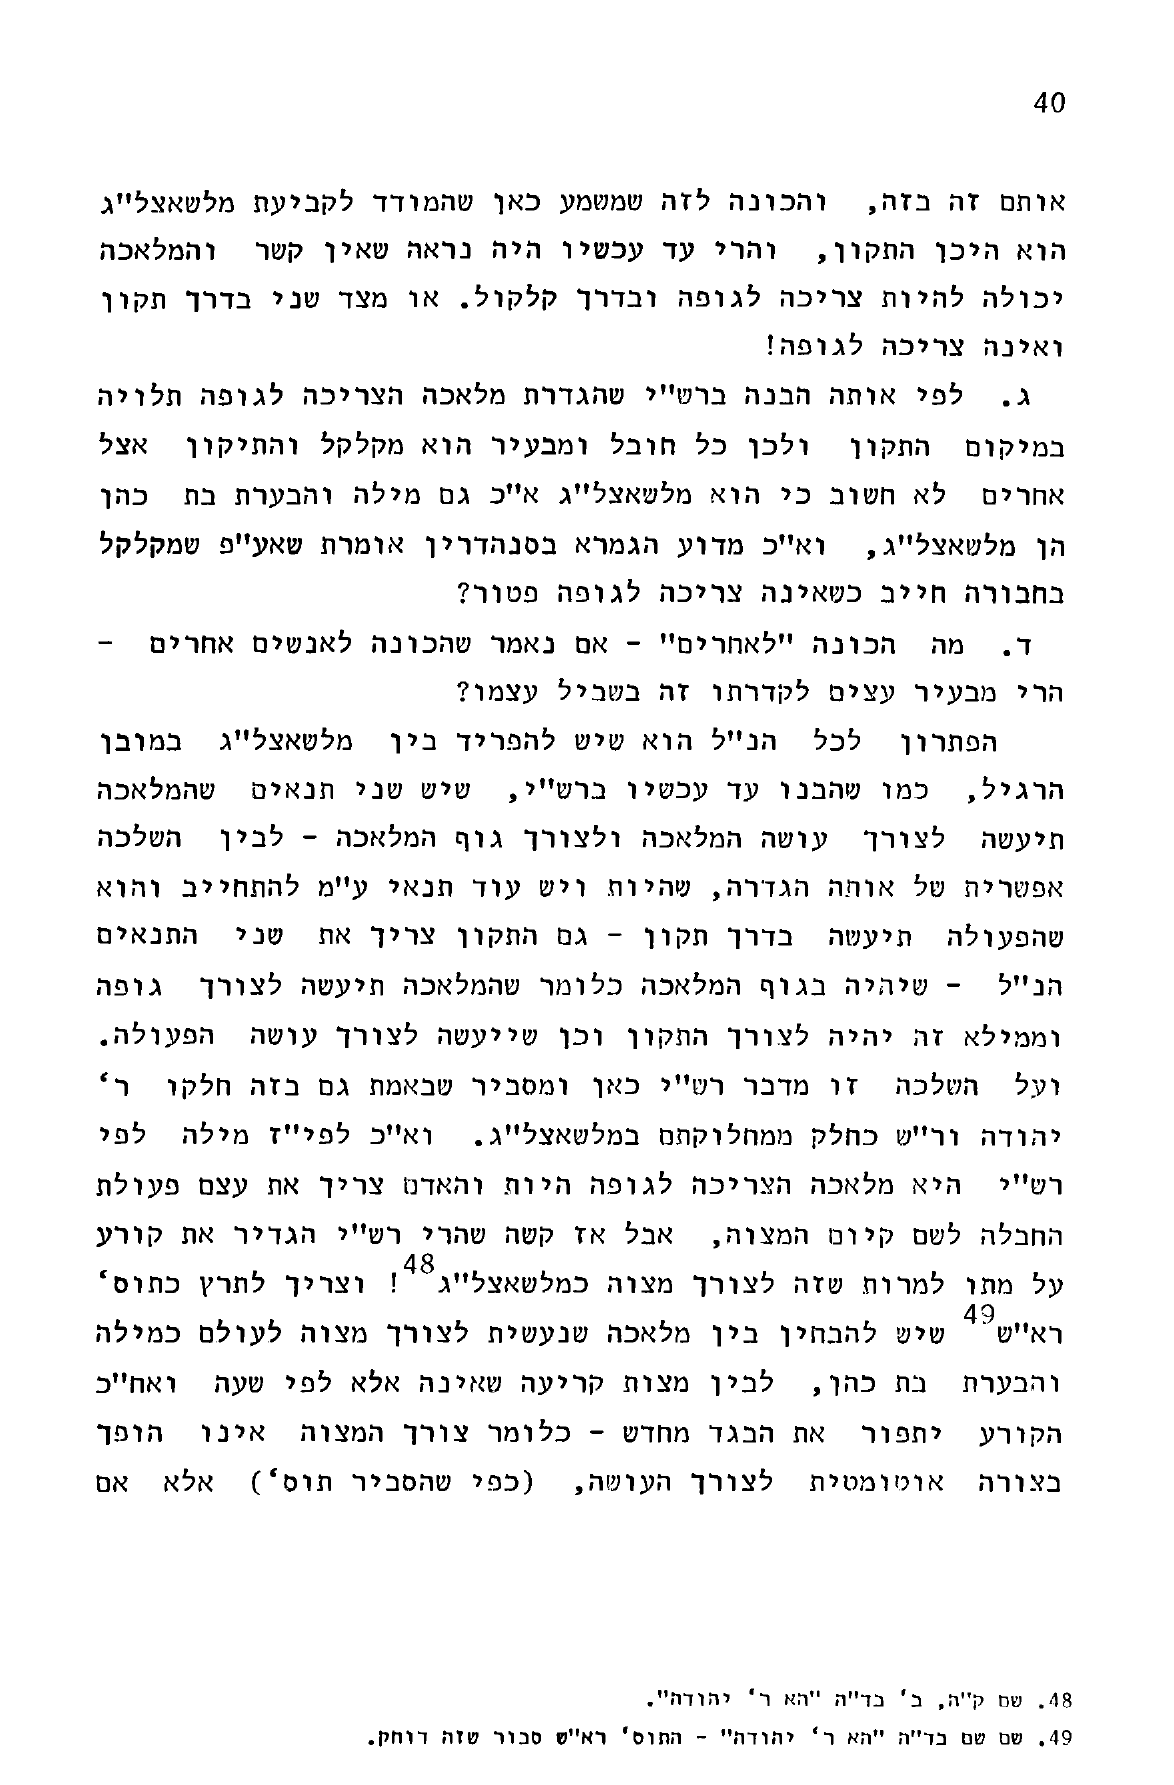 40
אותם זה בזה, והכונה לזה שמשמע כאן שהמודד לקביעת מלשאצל"ג
הוא היכן התקון, והרי עד עכשיו היה נראה שאין קשר והמלאכה
יכולה להיות צריכה לגופה ובדרך קלקול. או מצד שני בדרך תקון
ואינה צריכה לגופה!
ג. לפי אותה הבנה ברש"י שהגדרת מלאכה הצריכה לגופה תלויה
במיקום התקון ולכן כל חובל ומבעיר הוא מקלקל והתיקון אצל
אחרים לא חשוב כי הוא מלשאצל"ג א"כ גם מילה והבערת בת כהן
הן מלשאצל"ג, וא"כ מדוע הגמרא בסנהדרין אומרת שאע"פ שמקלקל
בחבורה חייב כשאינה צריכה לגופה פטור?
ד. מה הכונה "לאחרים" - אם נאמר שהכונה לאנשים אחרים -
הרי מבעיר עצים לקדרתו זה בשביל עצמו?
הפתרון לכל הנ"ל הוא שיש להפריד בין מלשאצל"ג במובן
הרגיל, כמו שהבנו עד עכשיו ברש"י, שיש שני תנאים שהמלאכה
תיעשה לצורך עושה המלאכה ולצורך גוף המלאכה - לבין השלכה
אפשרית של אותה הגדרה, שהיות ויש עוד תנאי ע"מ להתחייב והוא
שהפעולה תיעשה בדרך תקון - גם התקון צריך את שני התנאים
הנ"ל - שיהיה בגוף המלאכה כלומר שהמלאכה תיעשה לצורך גופה
וממילא זה יהיה לצורך התקון וכן שייעשה לצורך עושה הפעולה.
ועל השלכה זו מדבר רש"י כאן ומסביר שבאמת גם בזה חלקו ר'
יהודה ור"ש כחלק ממחלוקתם במלשאצל"ג. וא"כ לפי"ז מילה לפי
רש"י היא מלאכה הצריכה לגופה היות והאדם צריך את עצם פעולת
החבלה לשם קיום המצוה, אבל אז קשה שהרי רש"י הגדיר את קורע
על מתו למרות שזה לצורך מצוה כמלשאצל"ג48! וצריך לתרץ כתוס'
רא"ש49 שיש להבחין בין מלאכה שנעשית לצורך מצוה לעולם כמילה
והבערת בת כהן, לבין מצות קריעה שאינה אלא לפי שעה ואח"כ
הקורע יתפור את הבגד מחדש - כלומר צורך המצוה אינו הופך
בצורה אוטומטית לצורך העושה, (כפי שהסביר תוס') אלא אם
48. שם ק"ה, ב' בד"ה "הא ר' יהודה".
49. שם שם בד"ה "הא ר' יהודה" - התוס' רא"ש סבור שזה דוחק.